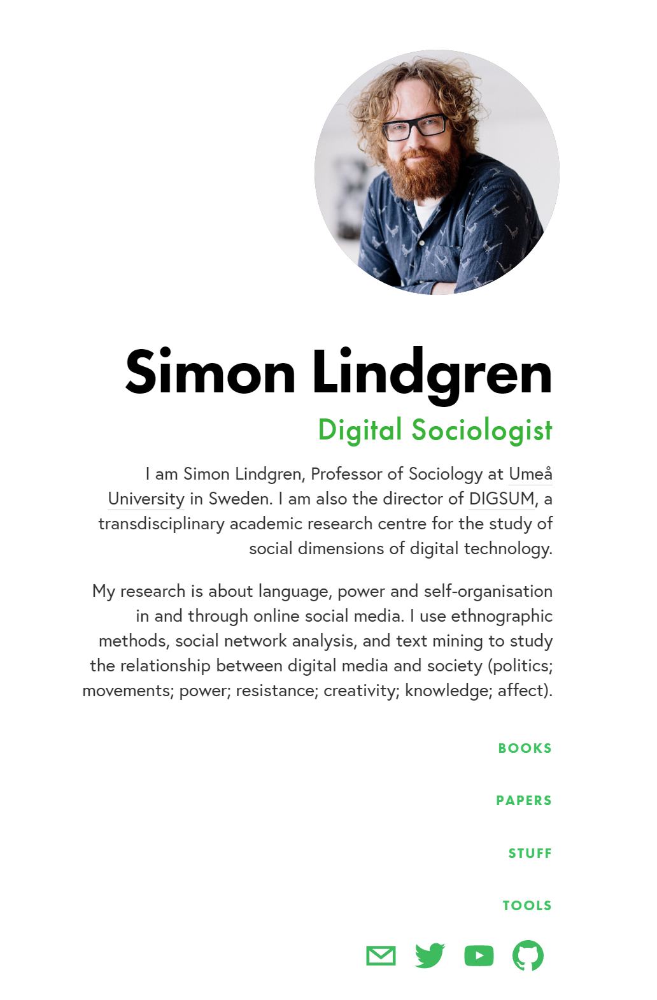 Simon Lindgren
Digital Sociologist
I am Simon Lindgren, Professor of Sociology at Umeå
University in Sweden. I am also the director of DIGSUM, a
transdisciplinary academic research centre for the study of
social dimensions of digital technology.
My research is about language, power and self-organisation
in and through online social media. I use ethnographic
methods, social network analysis, and text mining to study
the relationship between digital media and society (politics;
movements; power; resistance; creativity; knowledge; affect).
BOOKS
PAPERS
STUFF
TOOLS